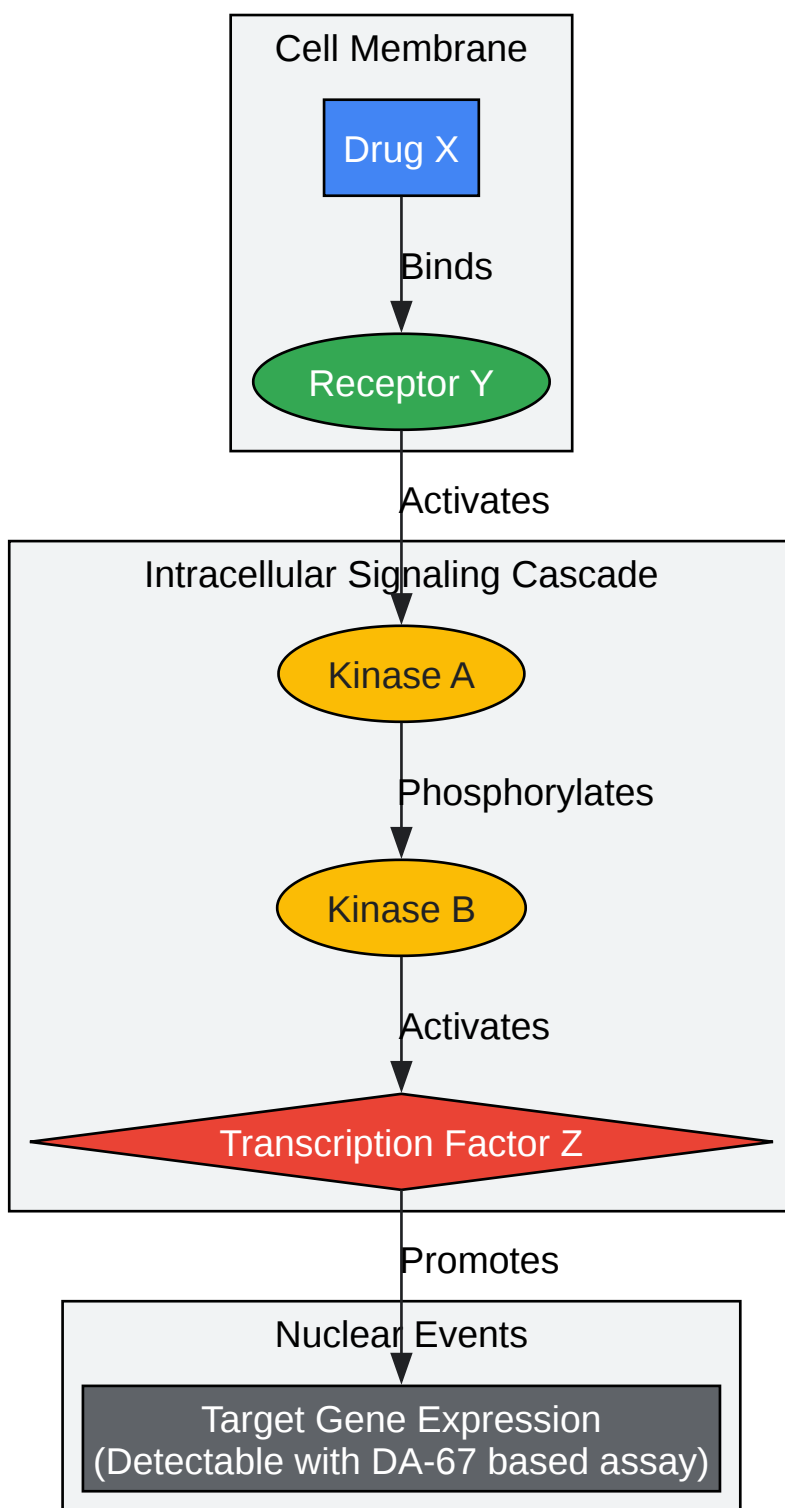 Cell Membrane
Drug X
Binds
Receptor Y
Activates
Intracellular Signaling Cascade
Kinase A
Phosphorylates
Kinase B
Activates
Transcription Factor Z
Promotes
Nuclear Events
Target Gene Expression
(Detectable with DA-67 based assay)